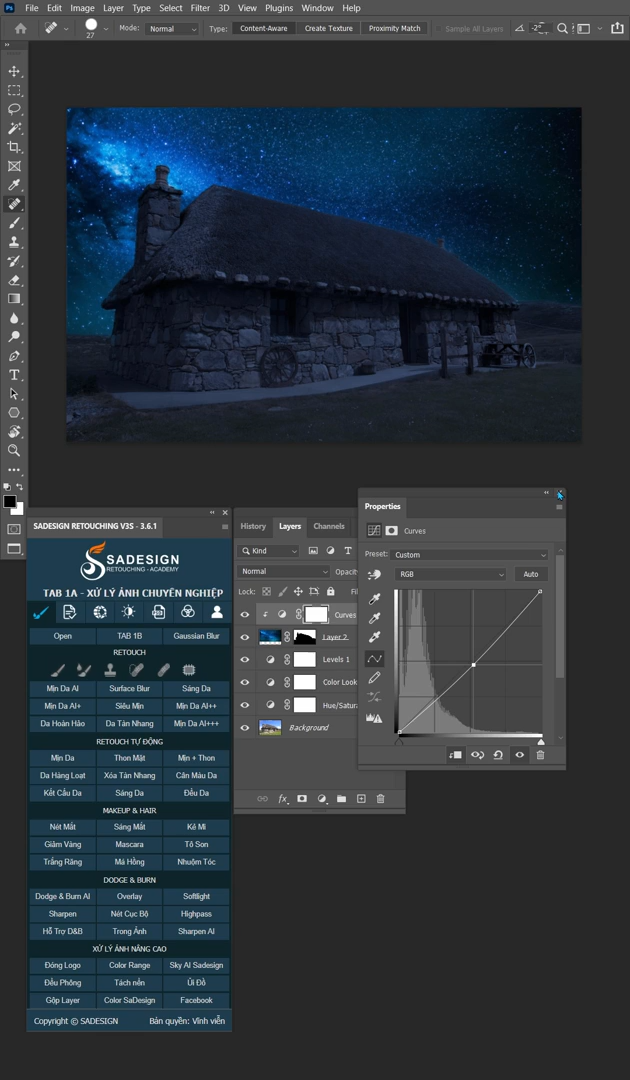 Ps File Edit Image Layer Type Select Filter 3D View Plugins Window Help
27 Mode: Normal Type: Content-Aware Create Texture Proximity Match Sample All Layers -2°
SADESIGN RETOUCHING V3S - 3.6.1
SADESIGN
RETOUCHING - ACADEMY
TAB 1A - XỬ LÝ ẢNH CHUYÊN NGHIỆP
Open TAB 1B Gaussian Blur
RETOUCH
Mịn Da AI Surface Blur Sáng Da
Mịn Da AI+ Siêu Mịn Mịn Da AI++
Da Hoàn Hảo Da Tàn Nhang Mịn Da AI+++
RETOUCH TỰ ĐỘNG
Mịn Da Thon Mặt Mịn + Thon
Da Hàng Loạt Xóa Tàn Nhang Cân Màu Da
Kết Cấu Da Sáng Da Đều Da
MAKEUP & HAIR
Nét Mắt Sáng Mắt Kẻ Mi
Giảm Vàng Mascara Tô Son
Trắng Răng Má Hồng Nhuộm Tóc
DODGE & BURN
Dodge & Burn AI Overlay Softlight
Sharpen Nét Cục Bộ Highpass
Hỗ Trợ D&B Trong Ảnh Sharpen AI
XỬ LÝ ẢNH NÂNG CAO
Đóng Logo Color Range Sky AI Sadesign
Đều Phông Tách nền Ủi Đồ
Gộp Layer Color SaDesign Facebook
Copyright © SADESIGN Bản quyền: Vĩnh viễn
History Layers Channels
Kind
Normal Opacity
Lock: Fil
Curves
Layer 2
Levels 1
Color Look
Hue/Satura
Background
fx
Properties
Curves
Preset: Custom
RGB Auto